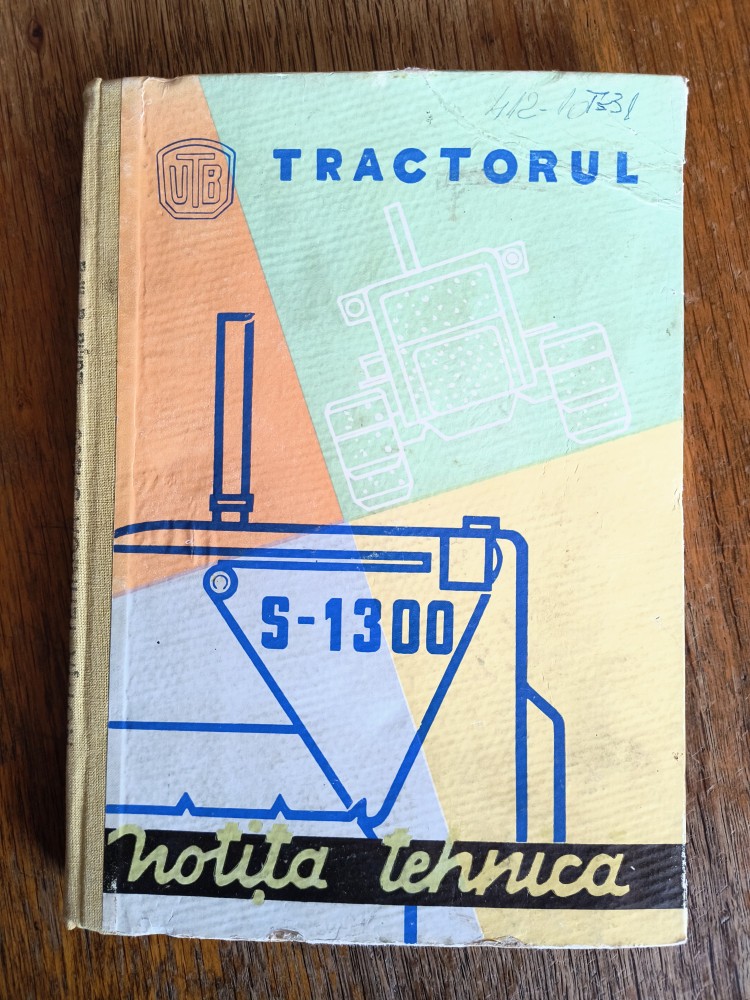 UTB
TRACTORUL
S-1300
notița tehnica